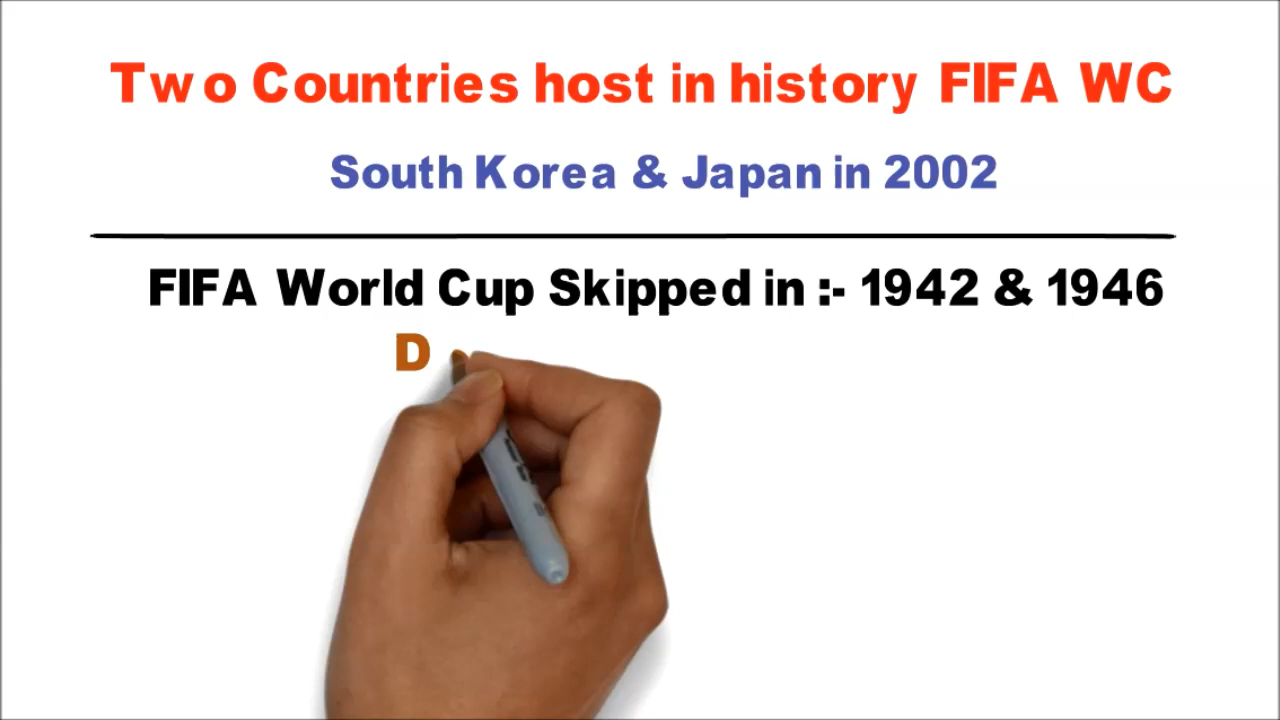 Two Countries host in history FIFA WC
South Korea & Japan in 2002
FIFA World Cup Skipped in :- 1942 & 1946
D